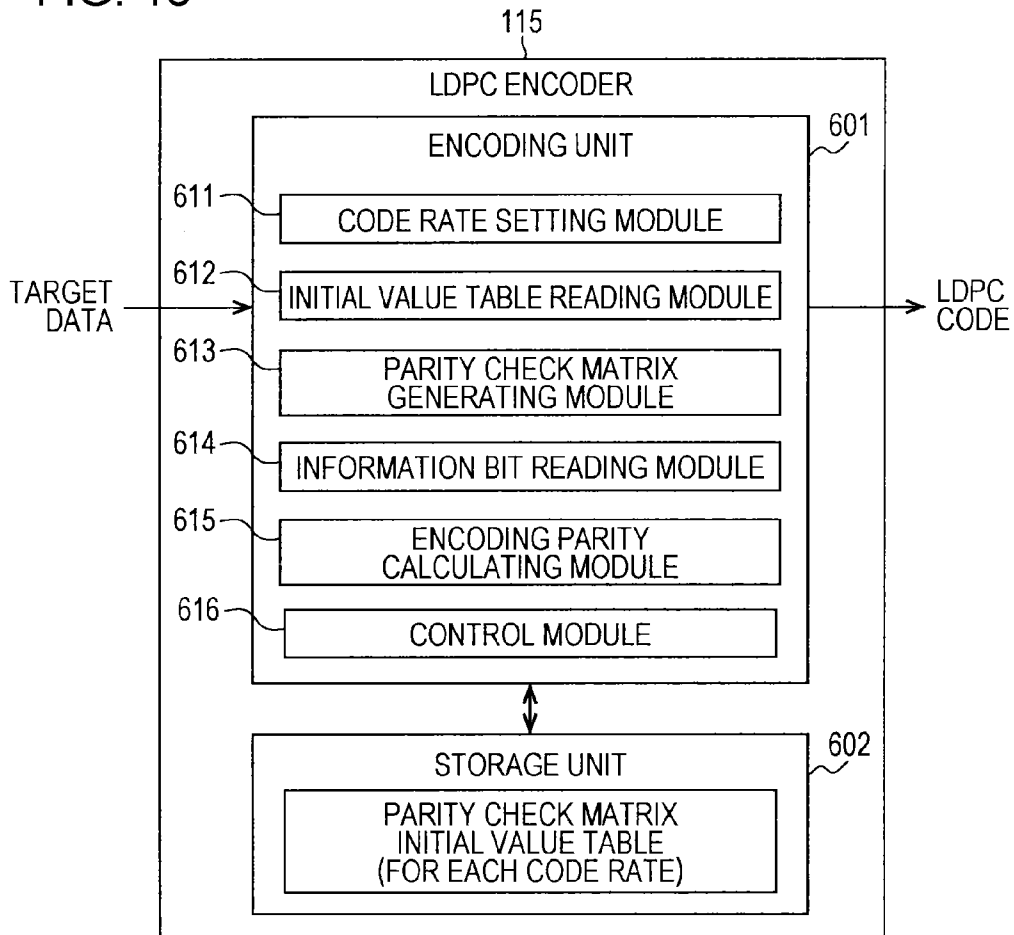 115
LDPC ENCODER
ENCODING UNIT
601
611
CODE RATE SETTING MODULE
612
INITIAL VALUE TABLE READING MODULE
TARGET
DATA
LDPC
CODE
613
PARITY CHECK MATRIX
GENERATING MODULE
614
INFORMATION BIT READING MODULE
615
ENCODING PARITY
CALCULATING MODULE
616
CONTROL MODULE
STORAGE UNIT
602
PARITY CHECK MATRIX
INITIAL VALUE TABLE
(FOR EACH CODE RATE)